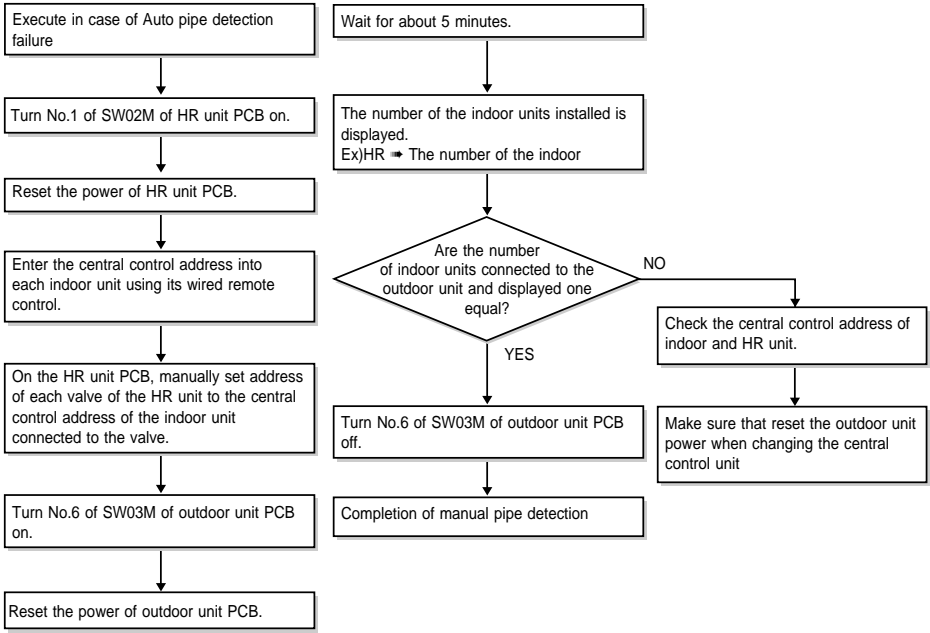 Execute in case of Auto pipe detection
failure
Turn No.1 of SW02M of HR unit PCB on.
Reset the power of HR unit PCB.
Enter the central control address into
each indoor unit using its wired remote
control.
On the HR unit PCB, manually set address
of each valve of the HR unit to the central
control address of the indoor unit
connected to the valve.
Turn No.6 of SW03M of outdoor unit PCB
on.
Reset the power of outdoor unit PCB.
Wait for about 5 minutes.
The number of the indoor units installed is
displayed.
Ex)HR ➠ The number of the indoor
Are the number
of indoor units connected to the
outdoor unit and displayed one
equal?
NO
YES
Turn No.6 of SW03M of outdoor unit PCB
off.
Completion of manual pipe detection
Check the central control address of
indoor and HR unit.
Make sure that reset the outdoor unit
power when changing the central
control unit